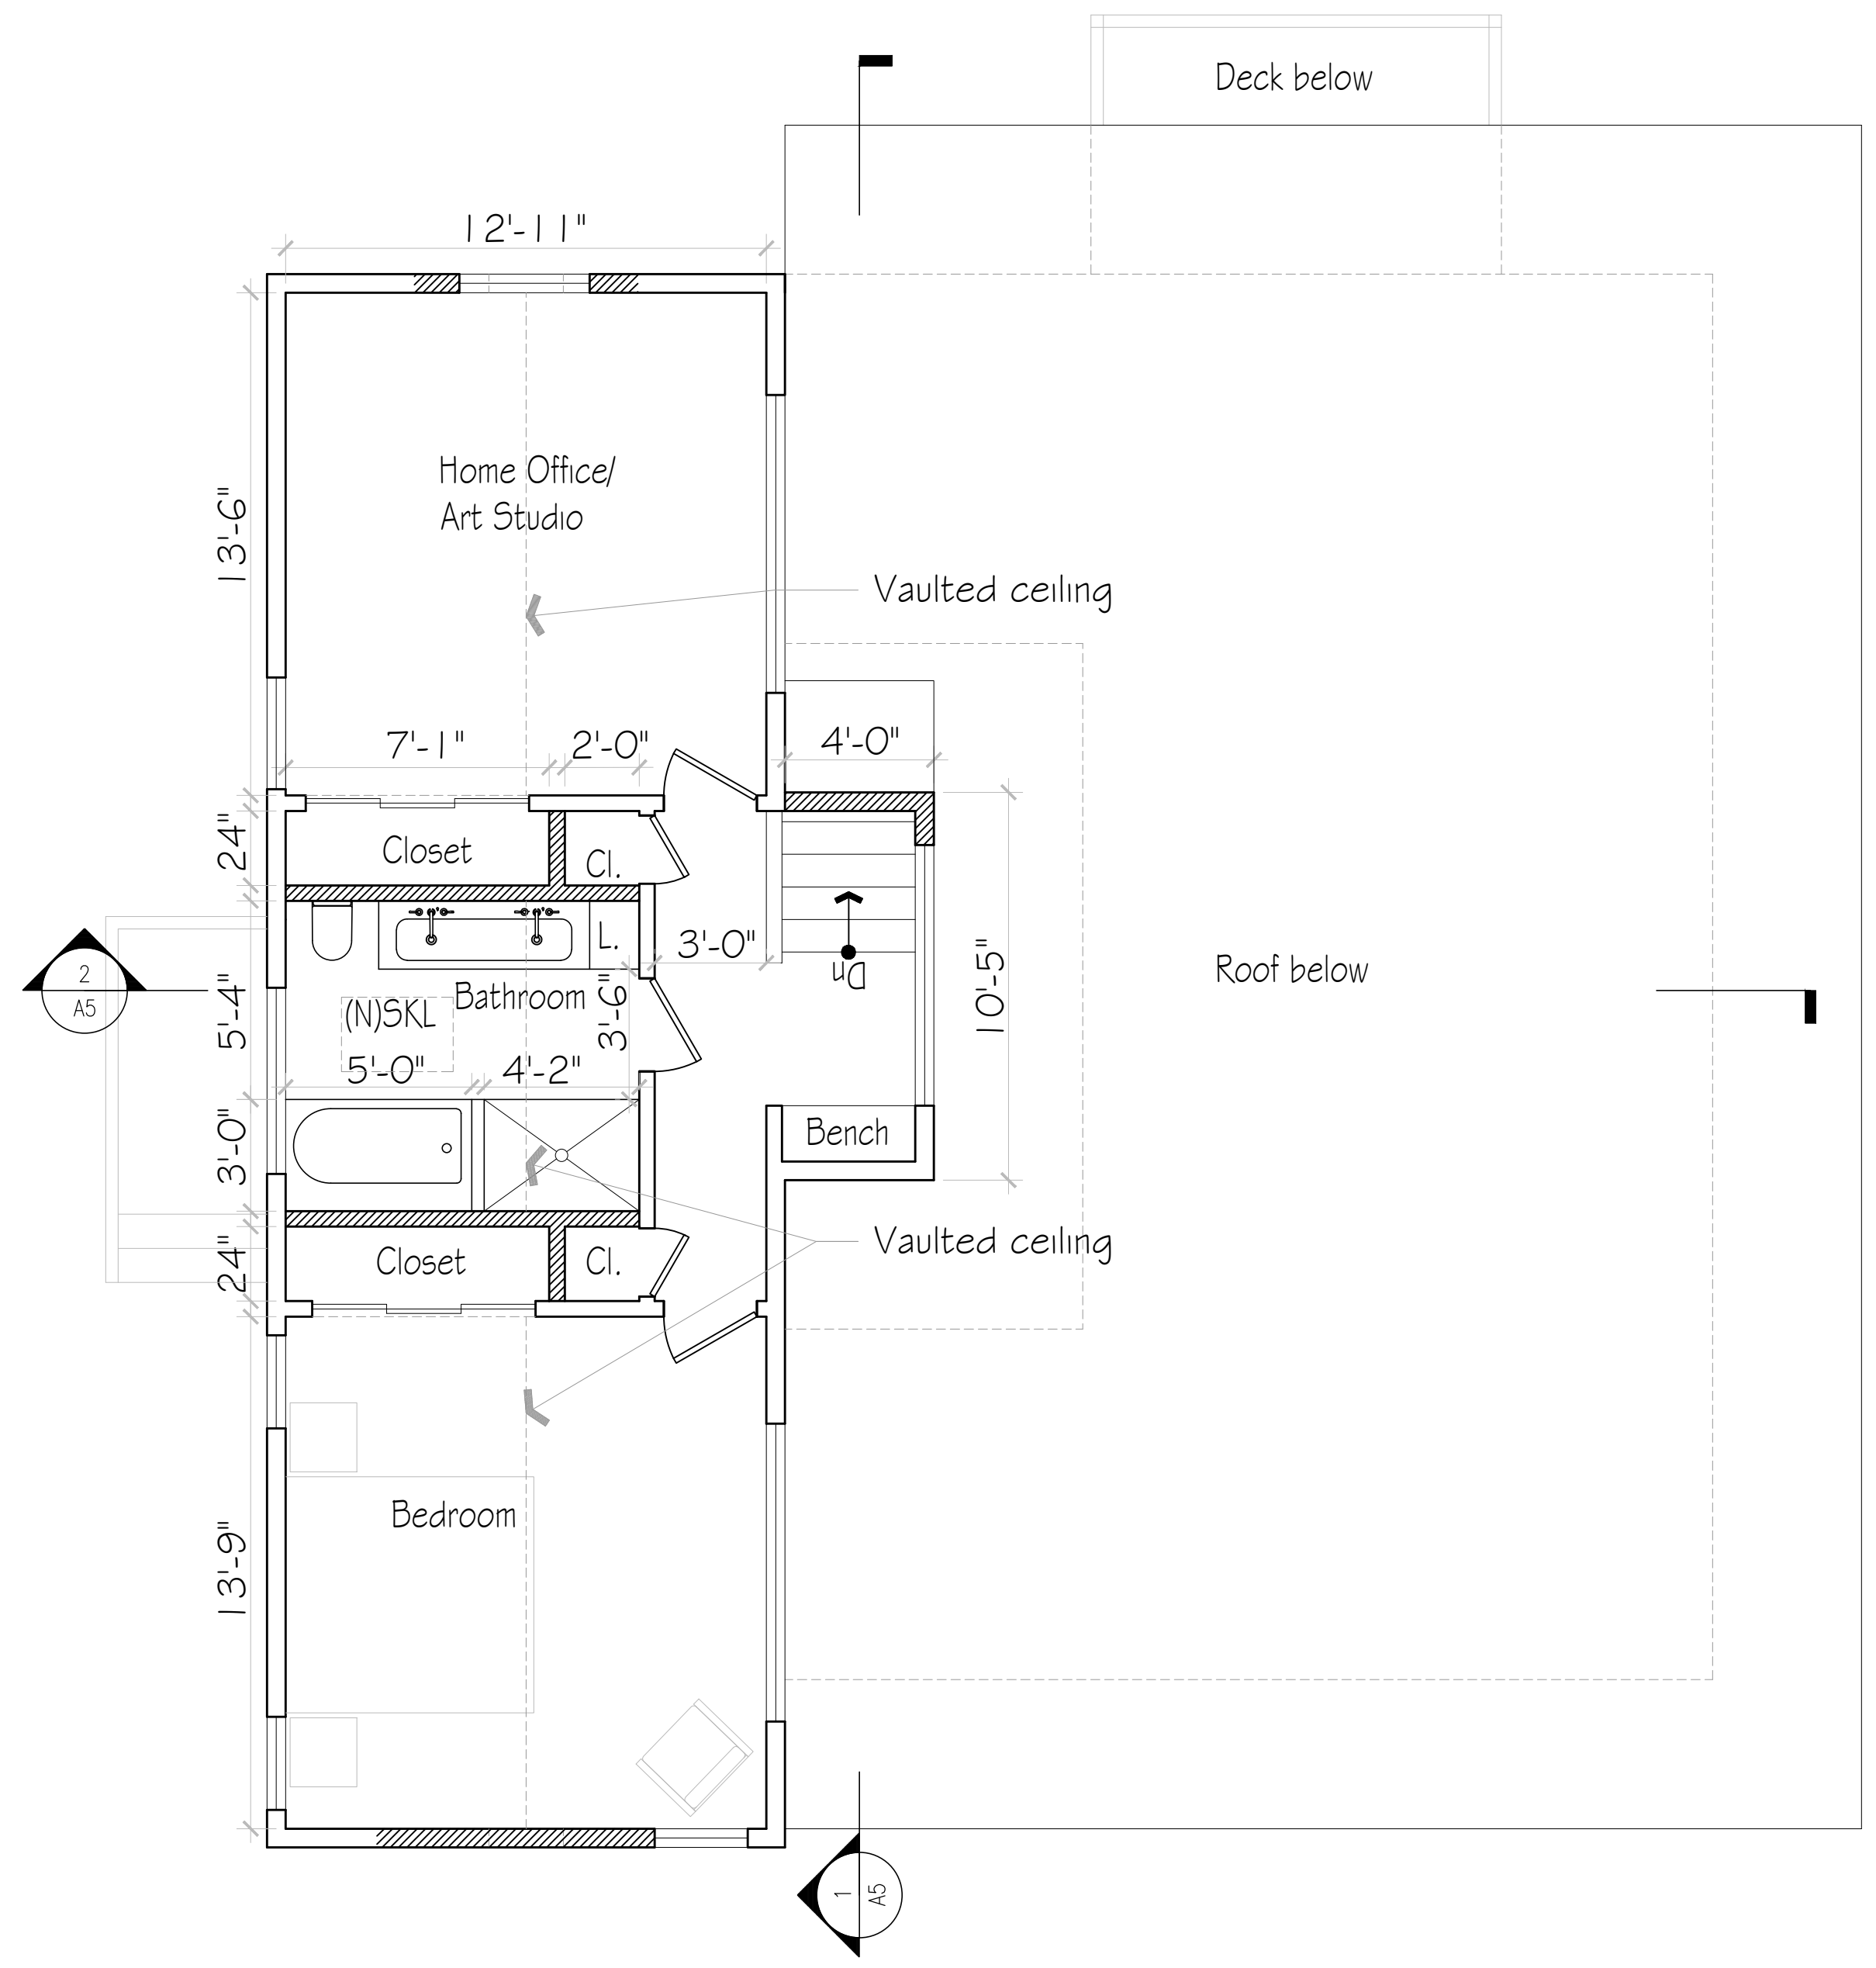 Deck below
12'-11"
Home Office/
Art Studio
13'-6"
Vaulted ceiling
7'-1"
2'-0"
4'-0"
24"
Closet
Cl.
L.
3'-0"
Dn
10'-5"
Roof below
2
A5
5'-4"
Bathroom
(N)SKL
3'-6"
5'-0"
4'-2"
3'-0"
Bench
24"
Closet
Cl.
Vaulted ceiling
Bedroom
13'-9"
1
A5